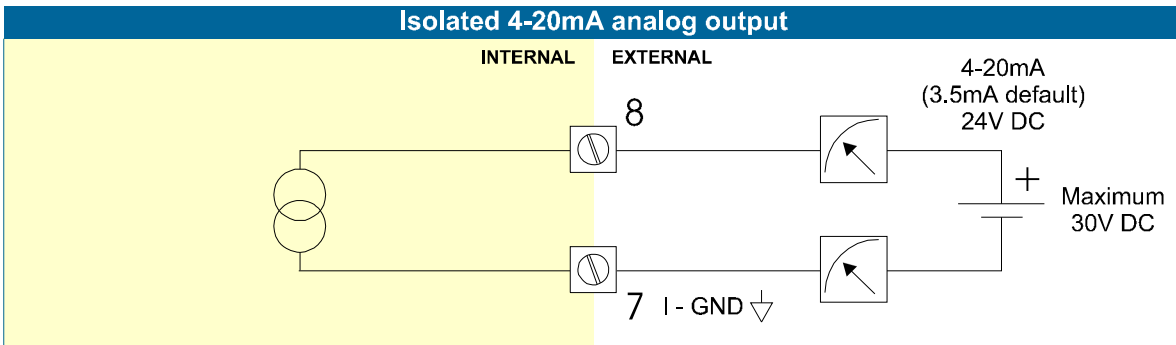 Isolated 4-20mA analog output
INTERNAL EXTERNAL
4-20mA
(3.5mA default)
24V DC
8
+
Maximum
30V DC
7 I - GND